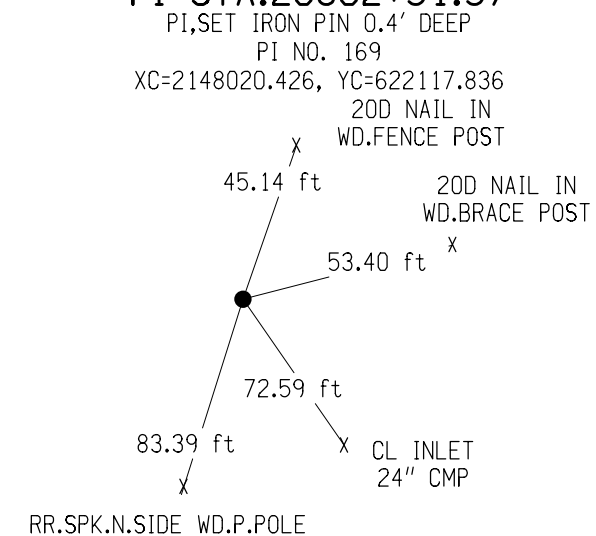 PI,SET IRON PIN 0.4' DEEP
PI NO. 169
XC=2148020.426, YC=622117.836
20D NAIL IN
WD.FENCE POST
45.14 ft
20D NAIL IN
WD.BRACE POST
53.40 ft
72.59 ft
83.39 ft
CL INLET
24" CMP
RR.SPK.N.SIDE WD.P.POLE